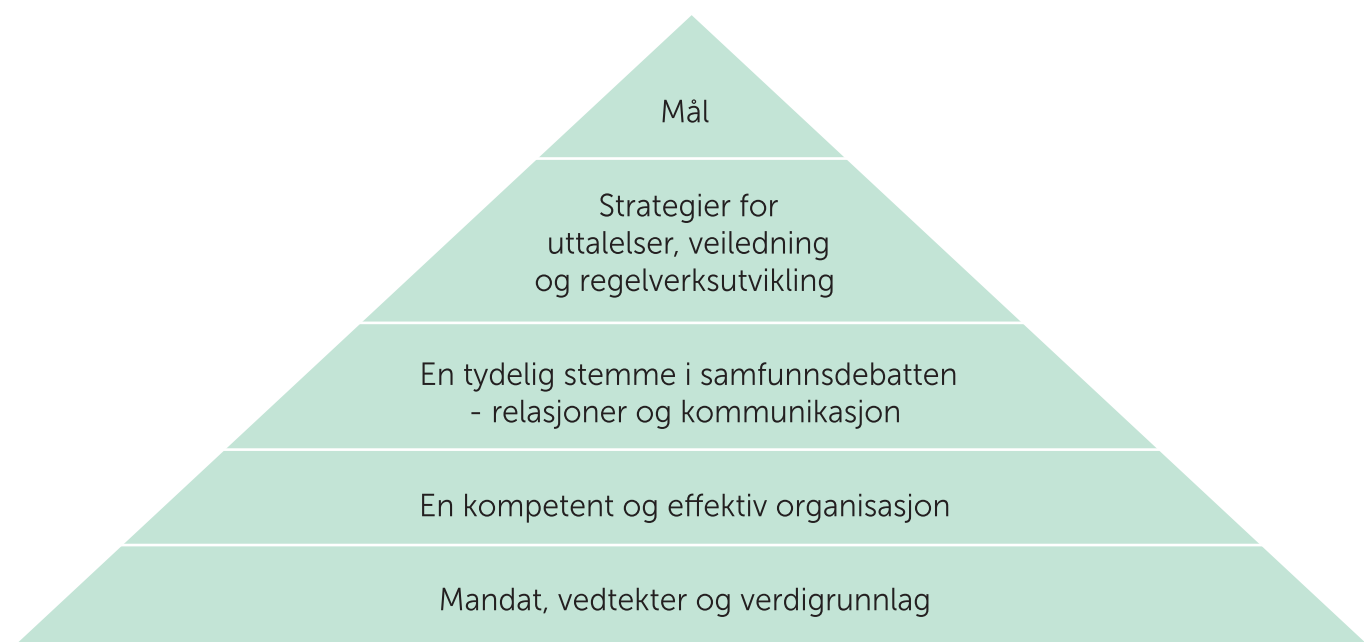 Mål
Strategier for
uttalelser, veiledning
og regelverksutvikling
En tydelig stemme i samfunnsdebatten
- relasjoner og kommunikasjon
En kompetent og effektiv organisasjon
Mandat, vedtekter og verdigrunnlag